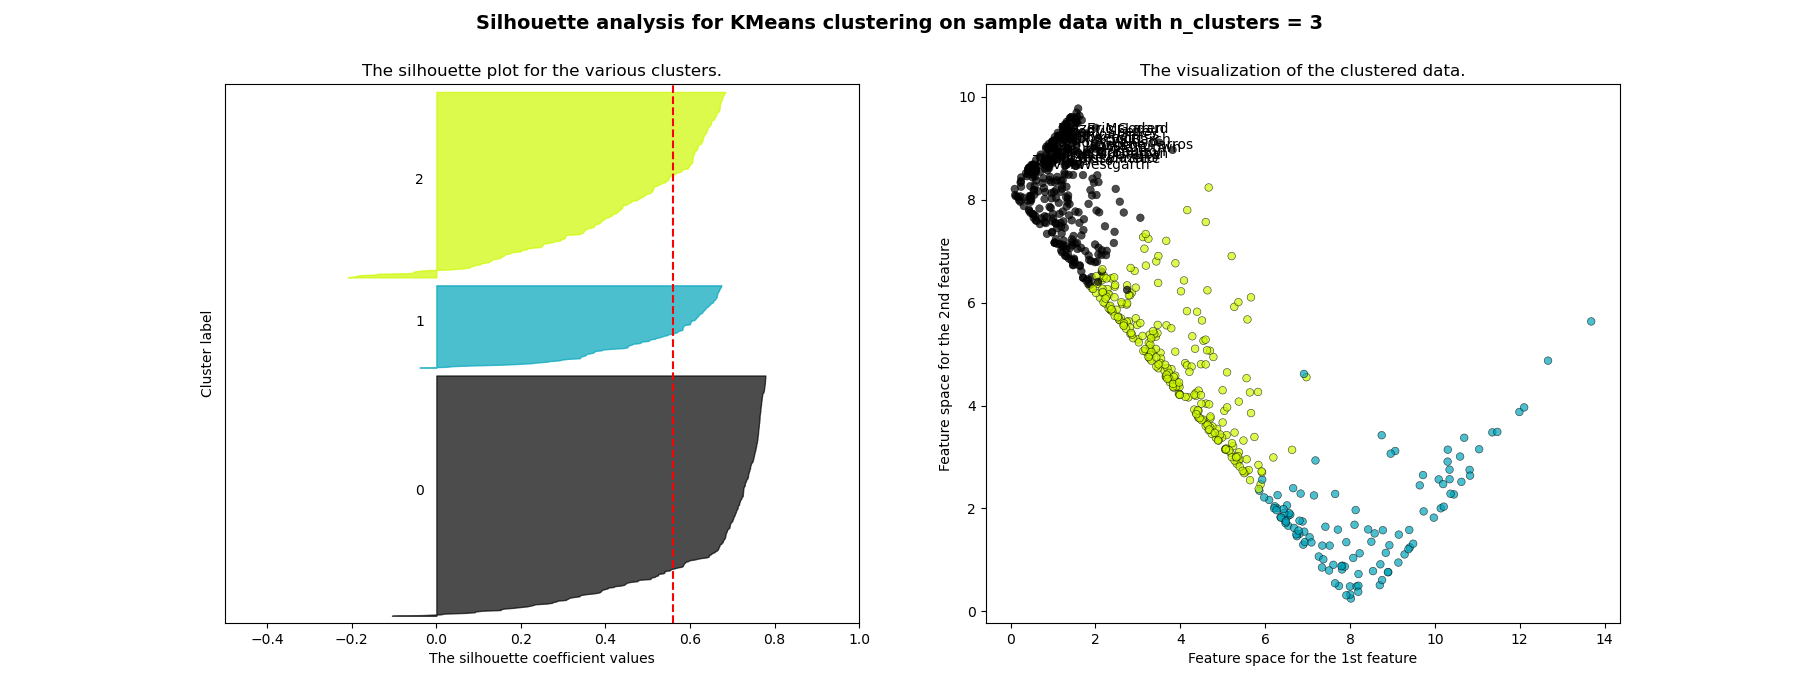 Silhouette analysis for KMeans clustering on sample data with n_clusters = 3
The silhouette plot for the various clusters.
2
1
0
Cluster label
−0.4 −0.2 0.0 0.2 0.4 0.6 0.8 1.0
The silhouette coefficient values
The visualization of the clustered data.
10
8
6
4
2
0
Feature space for the 2nd feature
0 2 4 6 8 10 12 14
Feature space for the 1st feature